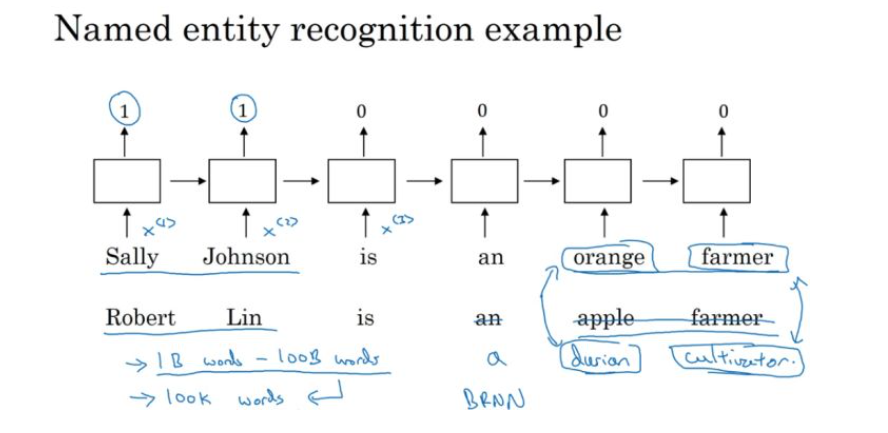 Named entity recognition example
1 1 0 0 0 0
x<1> x<2> x<3>
Sally Johnson is an orange farmer
Robert Lin is an apple farmer
→ 1B words - 100B words a durian cultivator.
→ 100k words BRNN